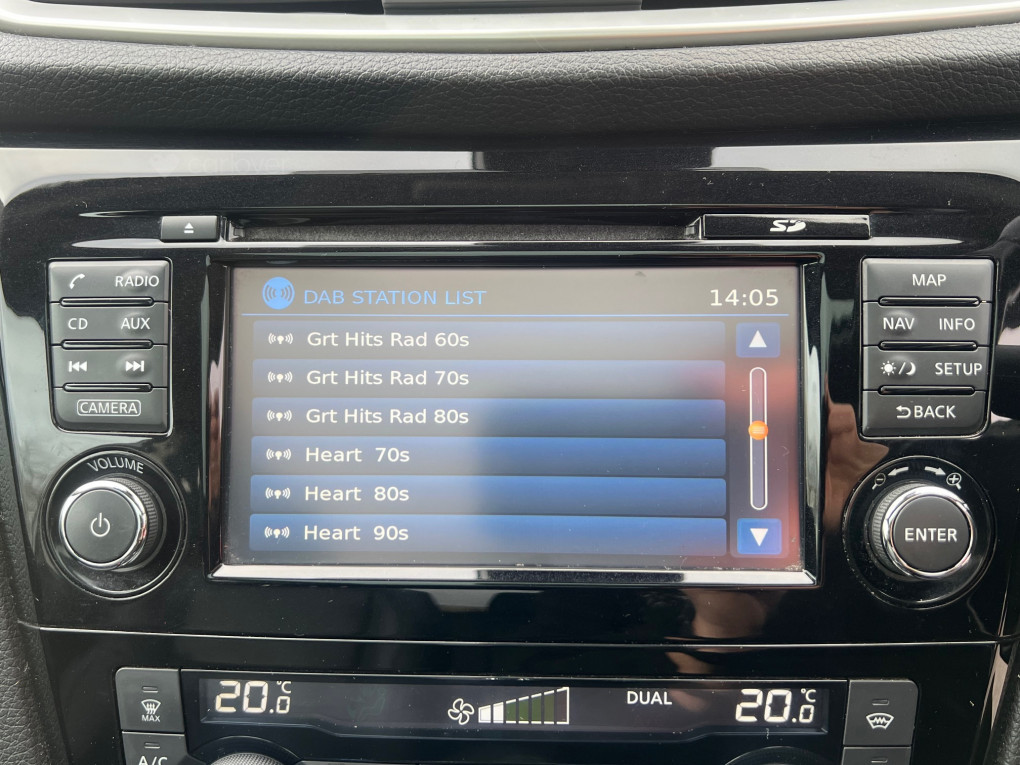 SD
RADIO
CD AUX
CAMERA
VOLUME
DAB STATION LIST 14:05
Grt Hits Rad 60s
Grt Hits Rad 70s
Grt Hits Rad 80s
Heart 70s
Heart 80s
Heart 90s
MAP
NAV INFO
SETUP
BACK
ENTER
MAX
A/C
20.0°C
DUAL
20.0°C